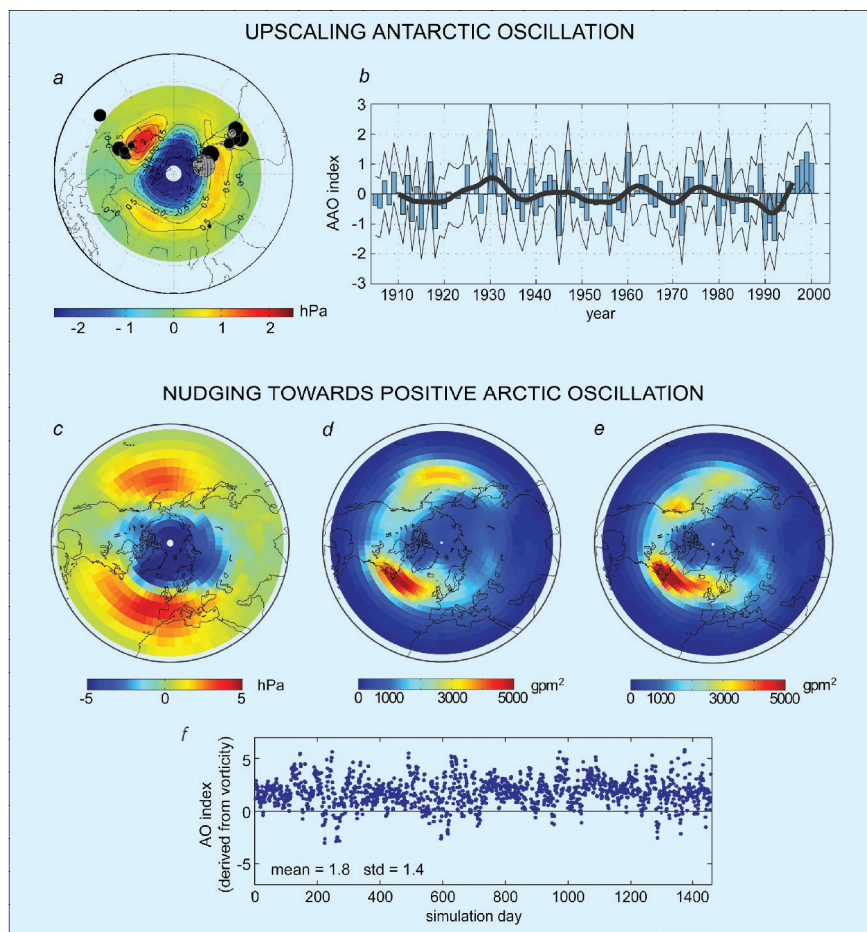 UPSCALING ANTARCTIC OSCILLATION
a
b
-2 -1 0 1 2
hPa
AAO index
3
2
1
0
-1
-2
-3
1910 1920 1930 1940 1950 1960 1970 1980 1990 2000
year
NUDGING TOWARDS POSITIVE ARCTIC OSCILLATION
c
d
e
-5 0 5
hPa
0 1000 3000 5000
gpm²
0 1000 3000 5000
gpm²
f
AO index
(derived from vorticity)
5
0
-5
mean = 1.8 std = 1.4
0 200 400 600 800 1000 1200 1400
simulation day